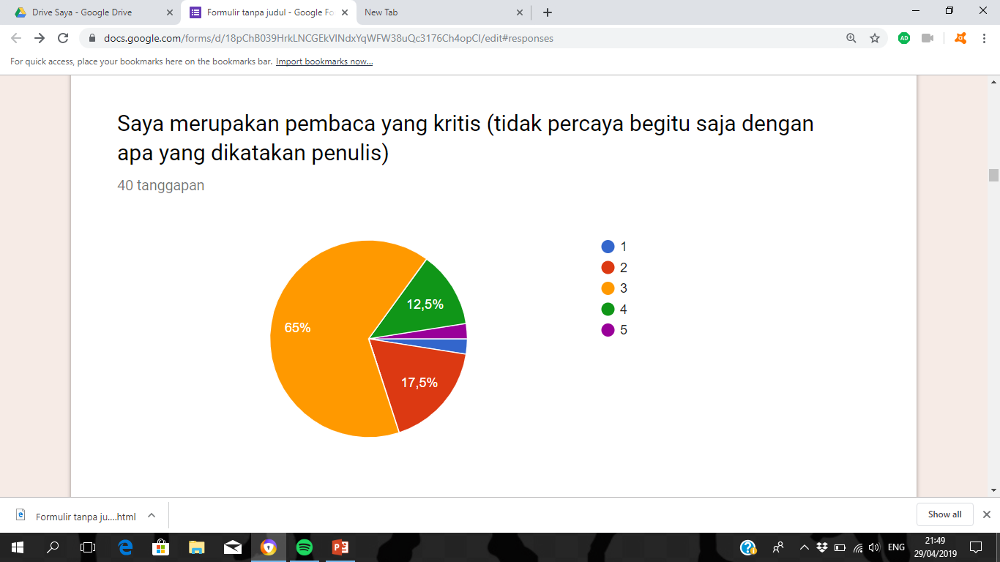 Drive Saya - Google Drive
Formulir tanpa judul - Google Fo
New Tab
docs.google.com/forms/d/18pChB039HrkLNCGEkVINdxYqWFW38uQc3176Ch4opCI/edit#responses
AD
For quick access, place your bookmarks here on the bookmarks bar. Import bookmarks now...
Saya merupakan pembaca yang kritis (tidak percaya begitu saja dengan
apa yang dikatakan penulis)
40 tanggapan
1
2
3
4
5
12,5%
65%
17,5%
Formulir tanpa ju....html
Show all
ENG
21:49
29/04/2019